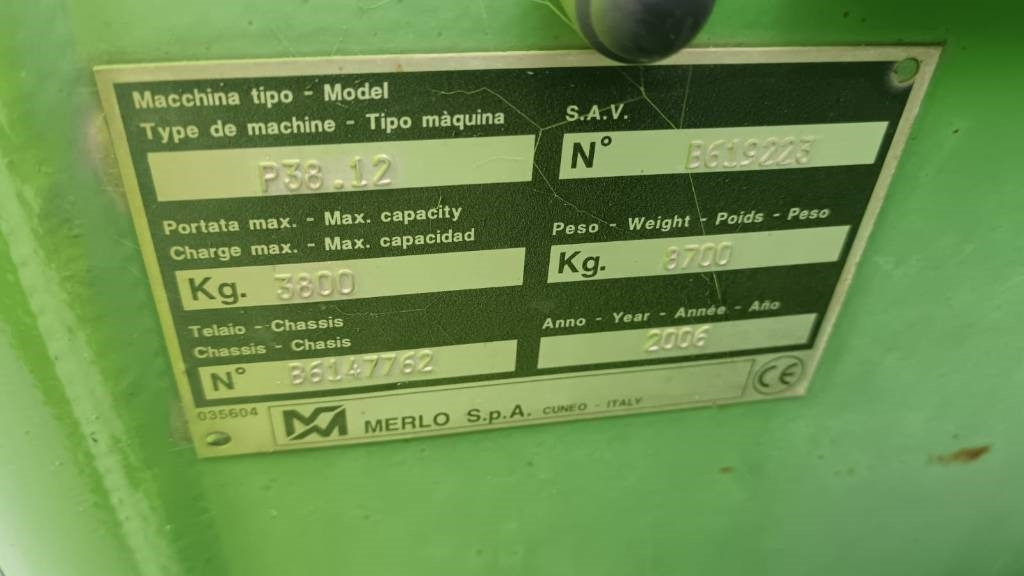 Macchina tipo - Model
Type de machine - Tipo màquina
P38.12
S.A.V.
N° B619223
Portata max. - Max. capacity
Charge max. - Max. capacidad
Kg. 3800
Peso - Weight - Poids - Peso
Kg. 8700
Telaio - Chassis
Chassis - Chasis
N° B6147762
Anno - Year - Année - Año
2006
035604
MERLO S.p.A. CUNEO - ITALY
CE